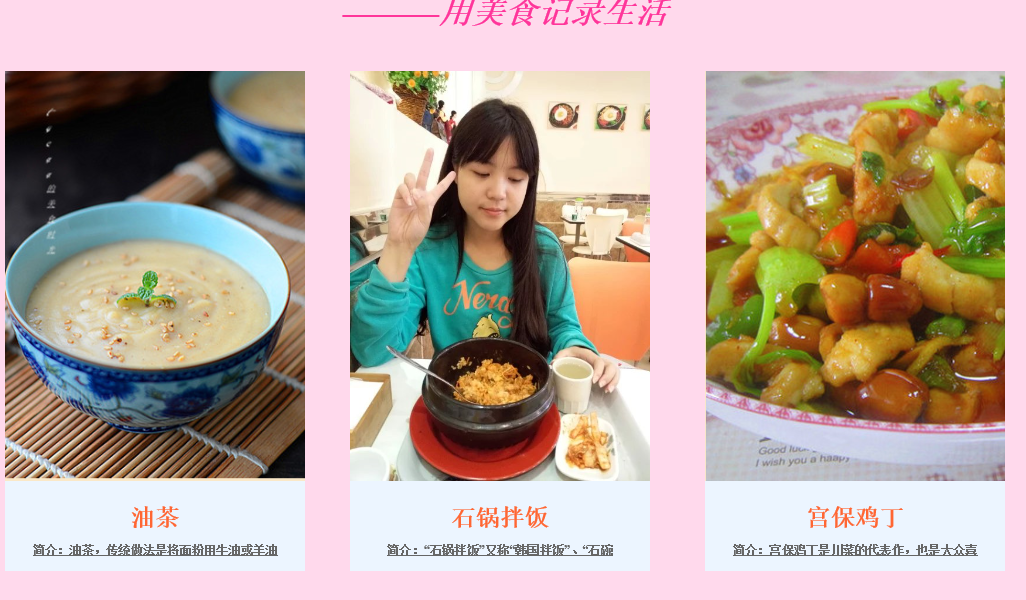 ———用美食记录生活
Nerd
油茶
石锅拌饭
宫保鸡丁
简介：油茶，传统做法是将面粉用牛油或羊油
简介：“石锅拌饭”又称“韩国拌饭”、“石碗
简介：宫保鸡丁是川菜的代表作，也是大众喜
Good luck
I wish you a happy